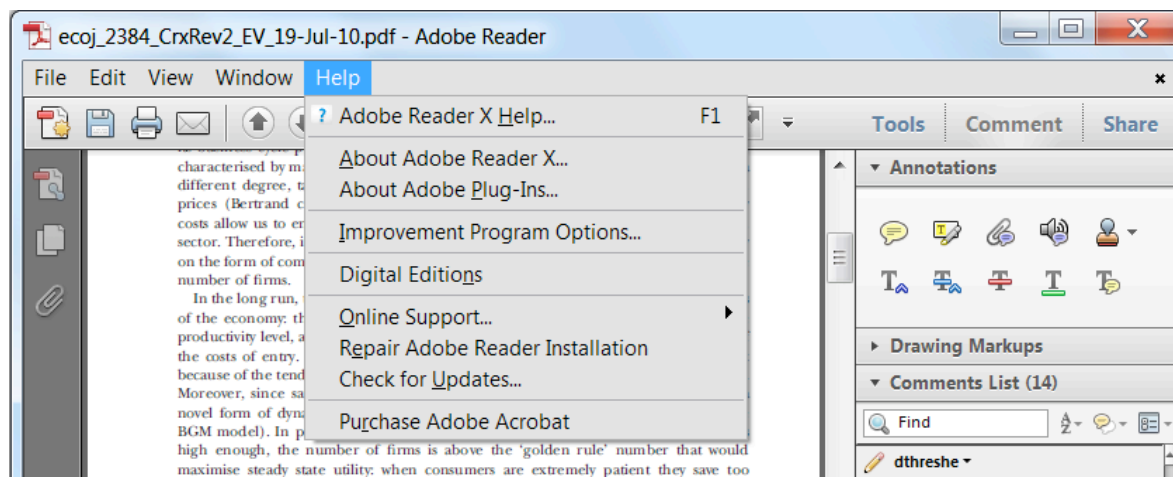 ecoj_2384_CrxRev2_EV_19-Jul-10.pdf - Adobe Reader
File Edit View Window Help
Tools Comment Share
Adobe Reader X Help... F1
About Adobe Reader X...
About Adobe Plug-Ins...
Improvement Program Options...
Digital Editions
Online Support...
Repair Adobe Reader Installation
Check for Updates...
Purchase Adobe Acrobat
characterised by
different degree,
prices (Bertrand
costs allow us to
sector. Therefore,
on the form of
number of firms.
In the long run,
of the economy:
productivity level,
the costs of entry.
because of the
Moreover, since
novel form of
BGM model). In
high enough, the number of firms is above the ‘golden rule’ number that would
maximise steady state utility: when consumers are extremely patient they save too
Annotations
Drawing Markups
Comments List (14)
Find
dthreshe